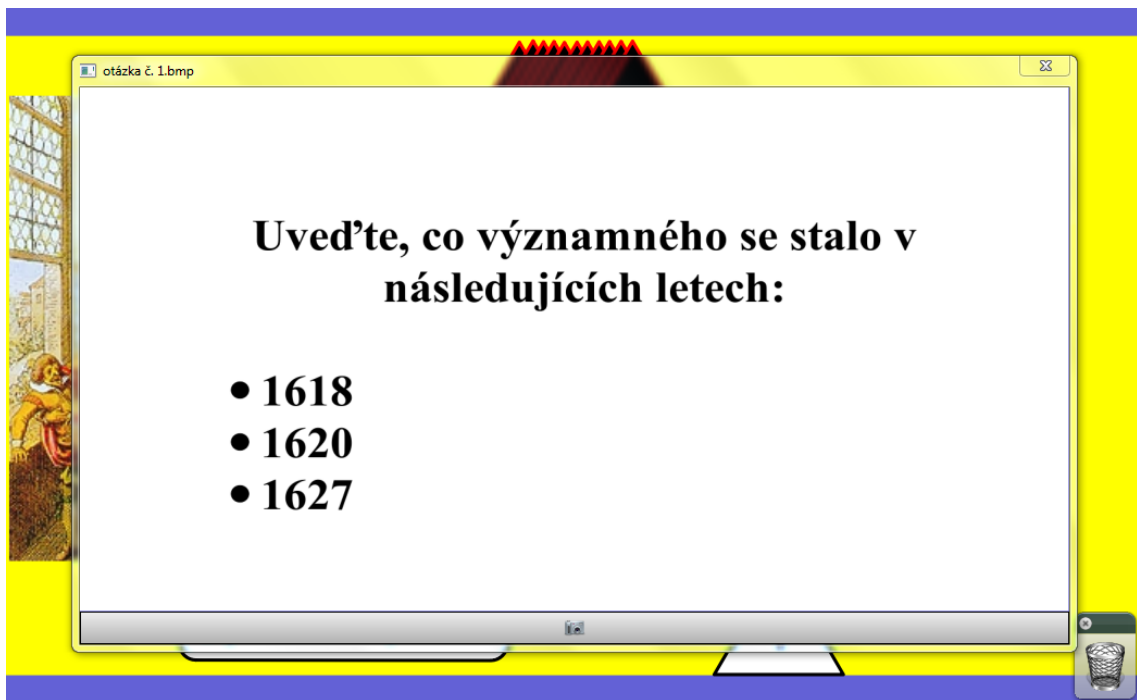 otázka č. 1.bmp
Uveďte, co významného se stalo v
následujících letech:
• 1618
• 1620
• 1627